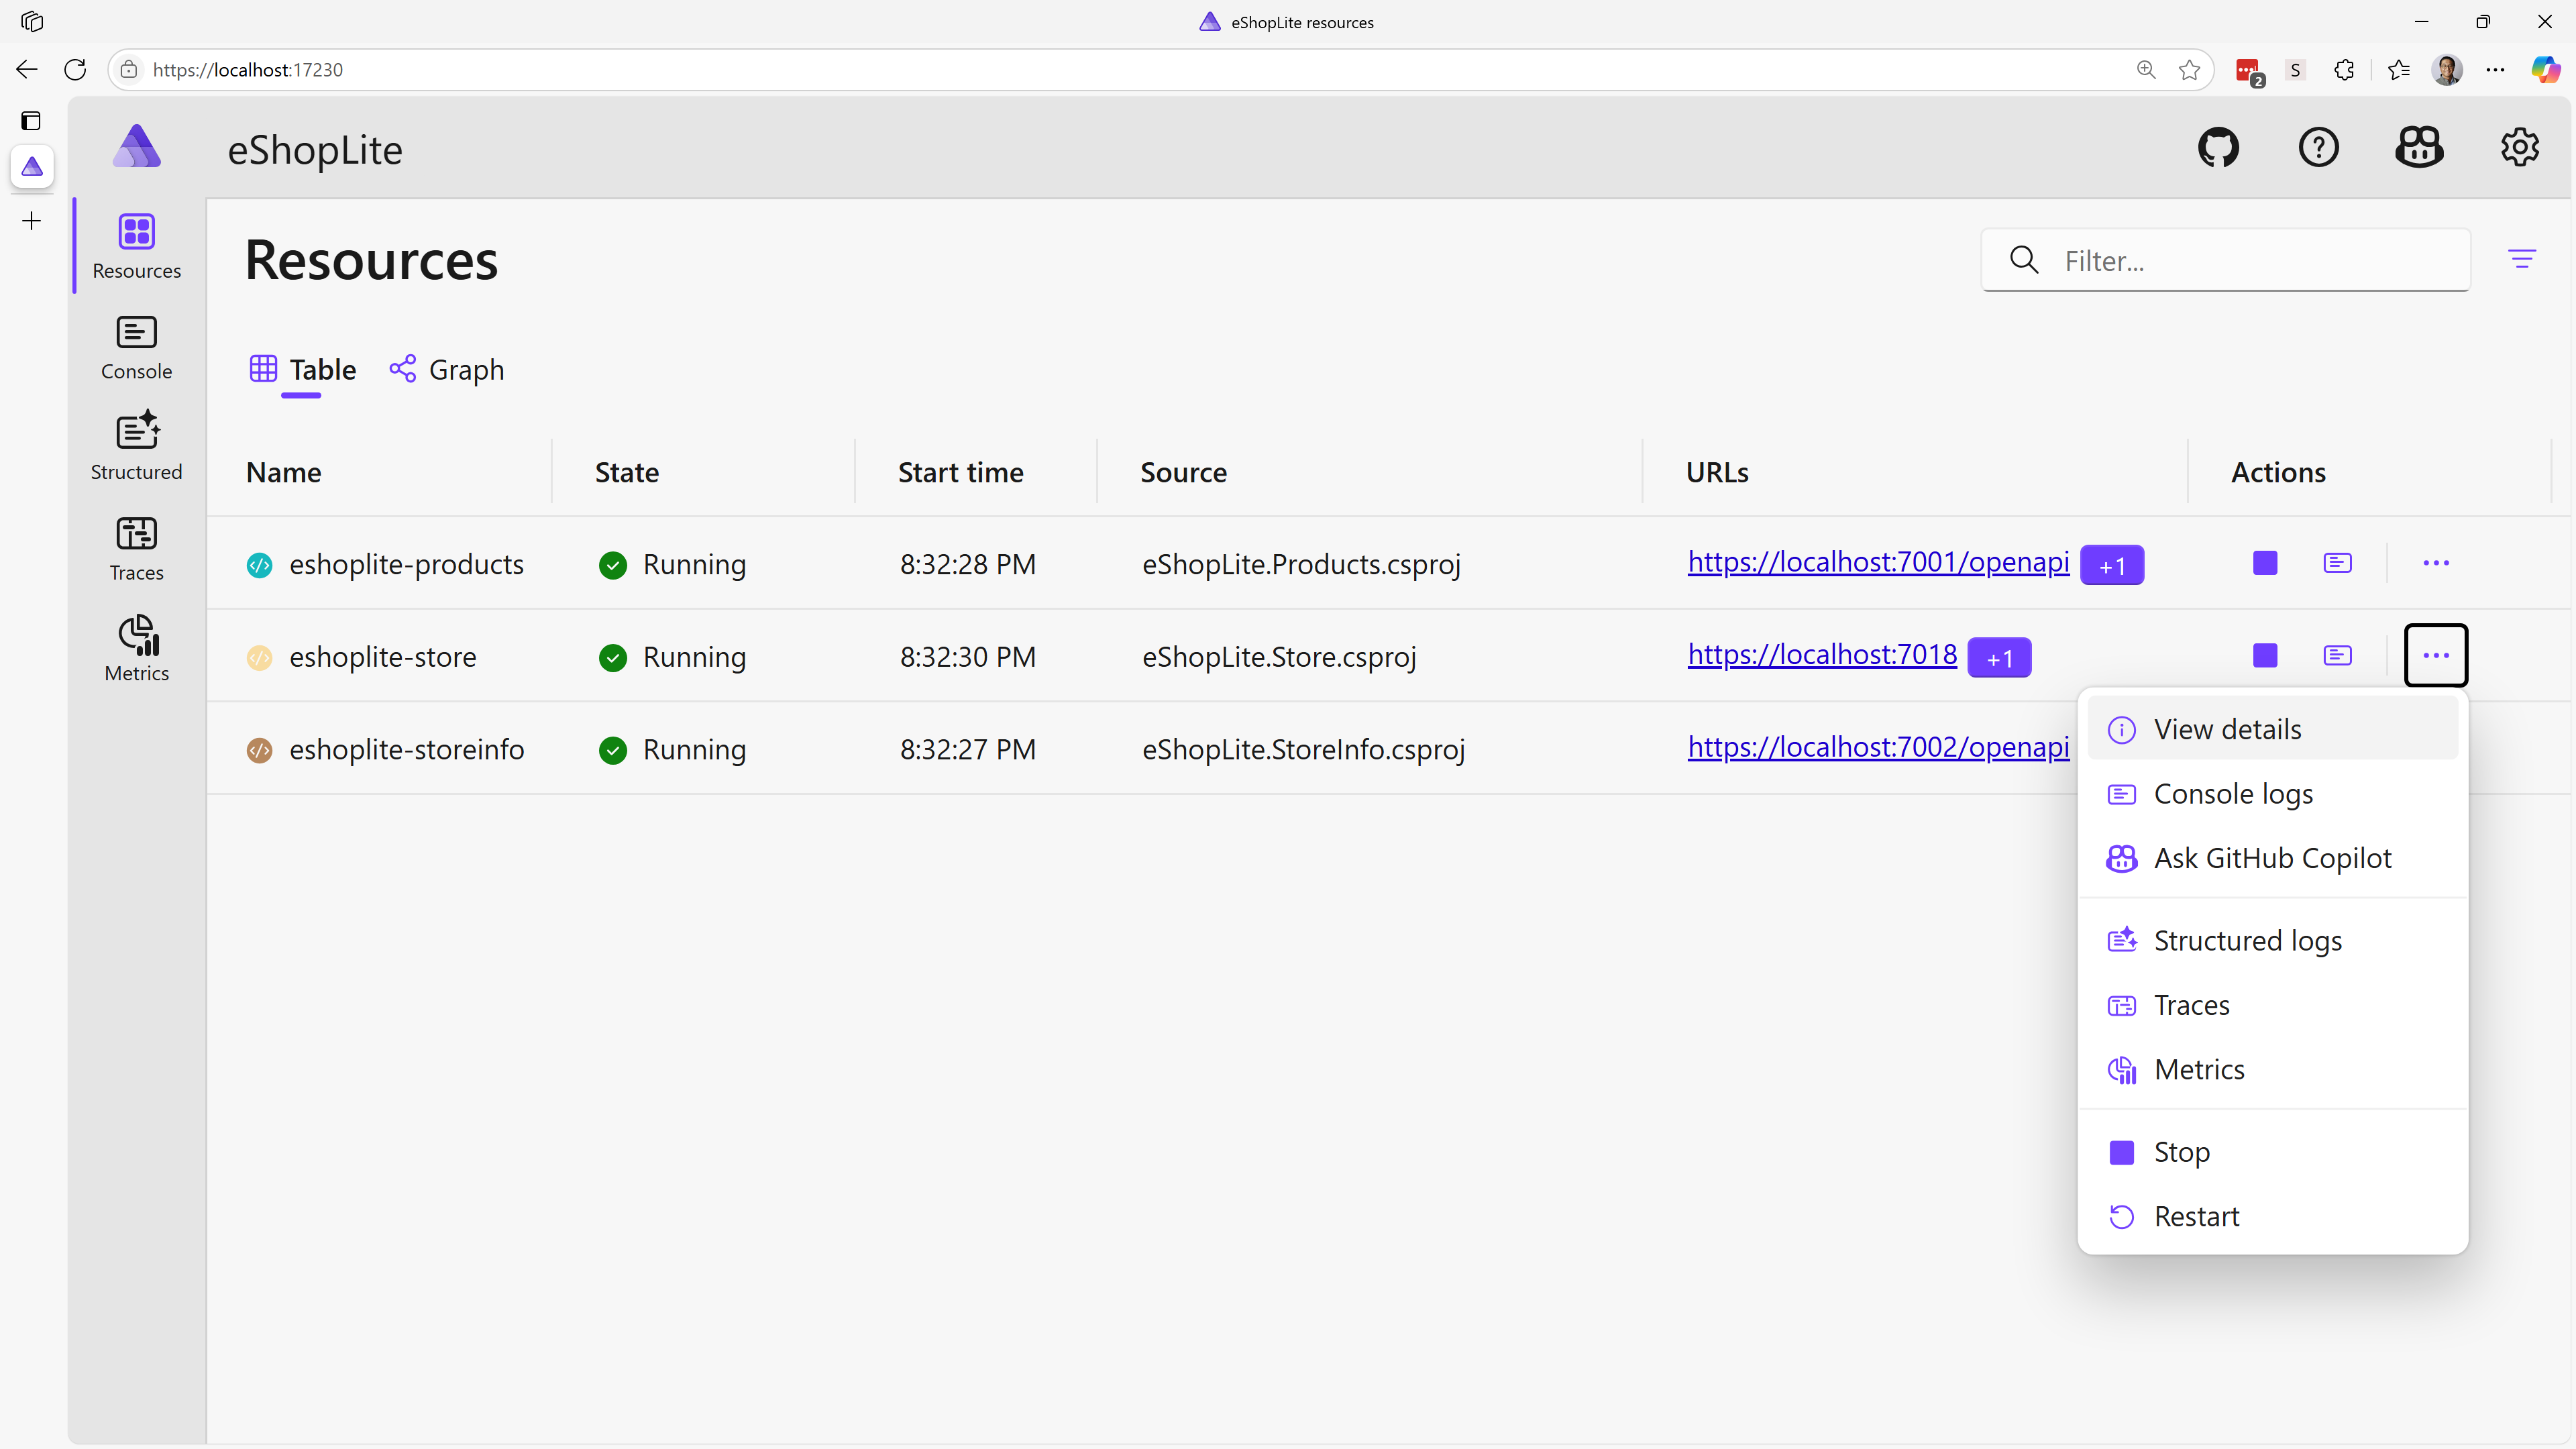 eShopLite resources
https://localhost:17230
2
S
eShopLite
Resources
Console
Structured
Traces
Metrics
Resources
Filter...
Table Graph
Name State Start time Source URLs Actions
eshoplite-products Running 8:32:28 PM eShopLite.Products.csproj https://localhost:7001/openapi +1
eshoplite-store Running 8:32:30 PM eShopLite.Store.csproj https://localhost:7018 +1
eshoplite-storeinfo Running 8:32:27 PM eShopLite.StoreInfo.csproj https://localhost:7002/openapi
View details
Console logs
Ask GitHub Copilot
Structured logs
Traces
Metrics
Stop
Restart